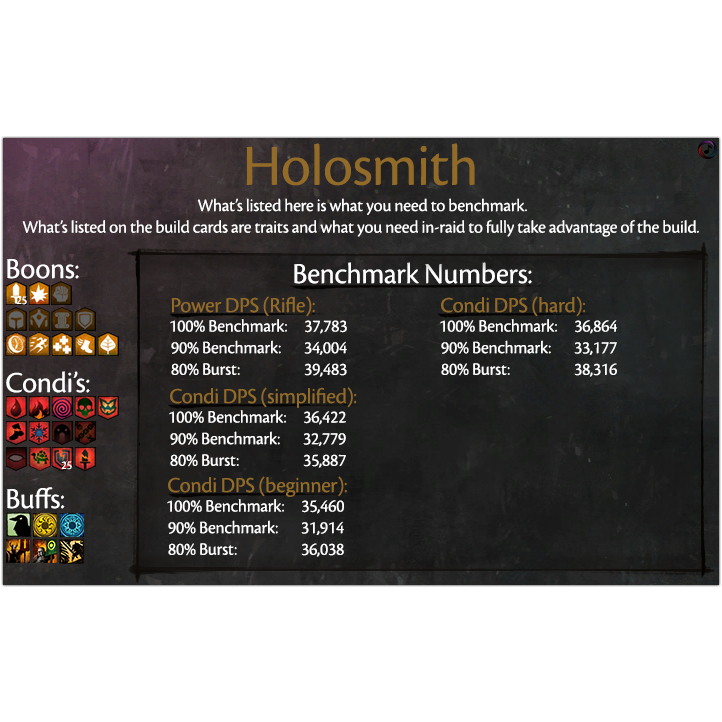 Holosmith
What's listed here is what you need to benchmark.
What's listed on the build cards are traits and what you need in-raid to fully take advantage of the build.
Boons:
25
Condi's:
25
Buffs:
Benchmark Numbers:
Power DPS (Rifle):
100% Benchmark: 37,783
90% Benchmark: 34,004
80% Burst: 39,483
Condi DPS (simplified):
100% Benchmark: 36,422
90% Benchmark: 32,779
80% Burst: 35,887
Condi DPS (beginner):
100% Benchmark: 35,460
90% Benchmark: 31,914
80% Burst: 36,038
Condi DPS (hard):
100% Benchmark: 36,864
90% Benchmark: 33,177
80% Burst: 38,316